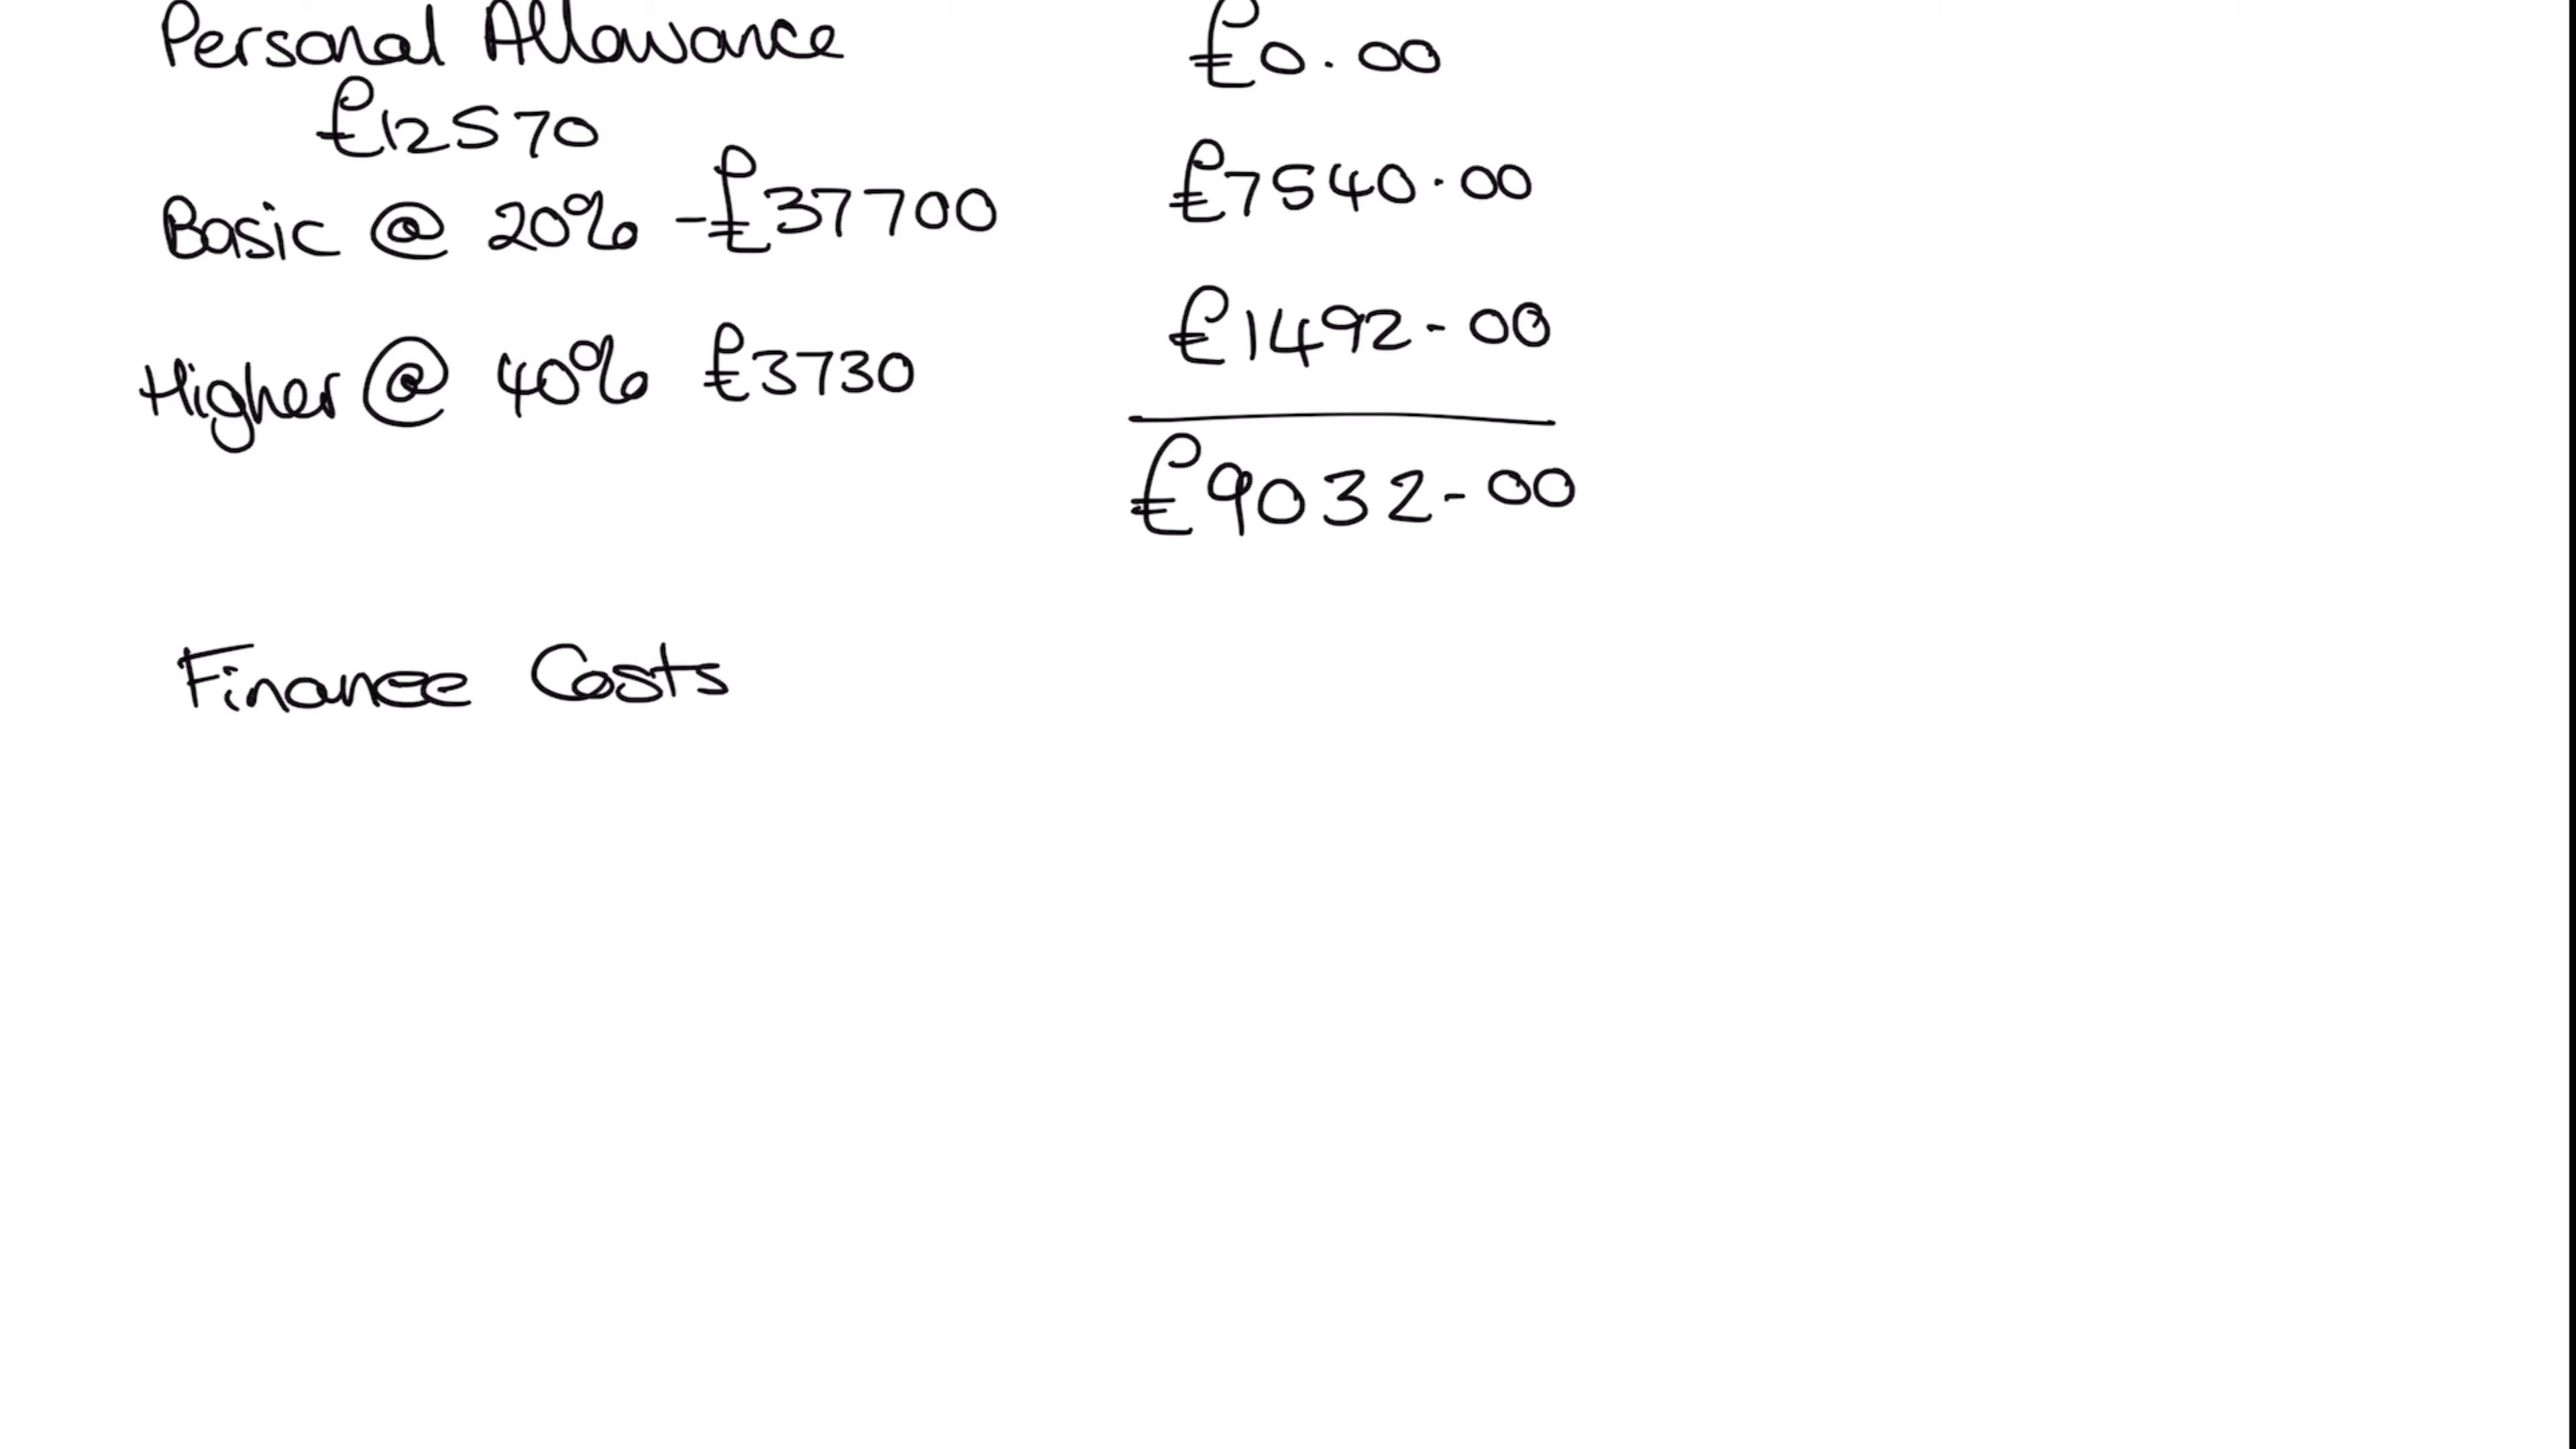 Personal Allowance £0.00
£12570
Basic @ 20% - £37700 £7540.00
Higher @ 40% £3730 £1492-00
£9032-00
Finance Costs